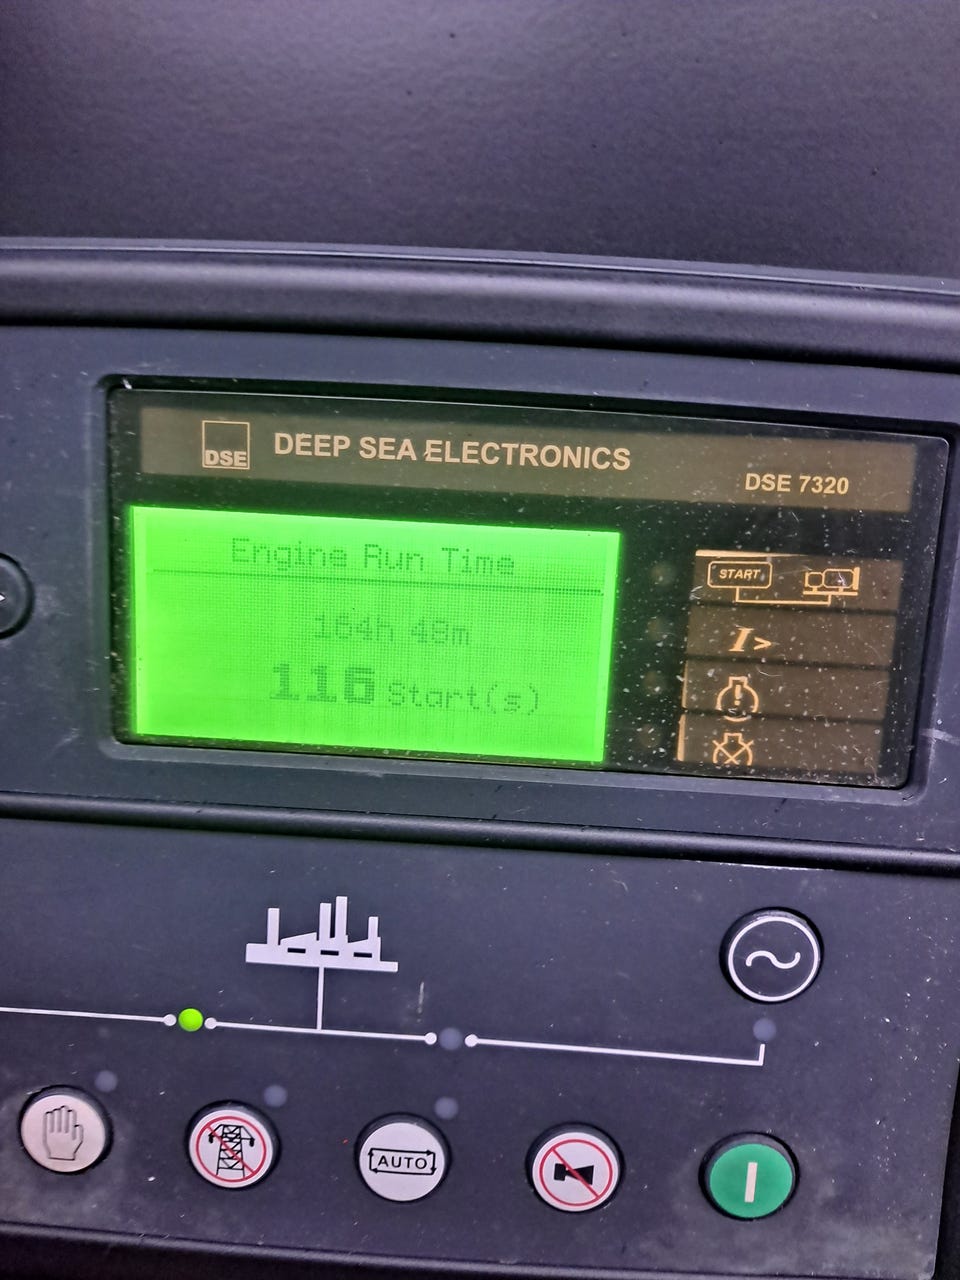 DSE
DEEP SEA ELECTRONICS
DSE 7320
Engine Run Time
164h 48m
116 Start(s)
START
I>
AUTO